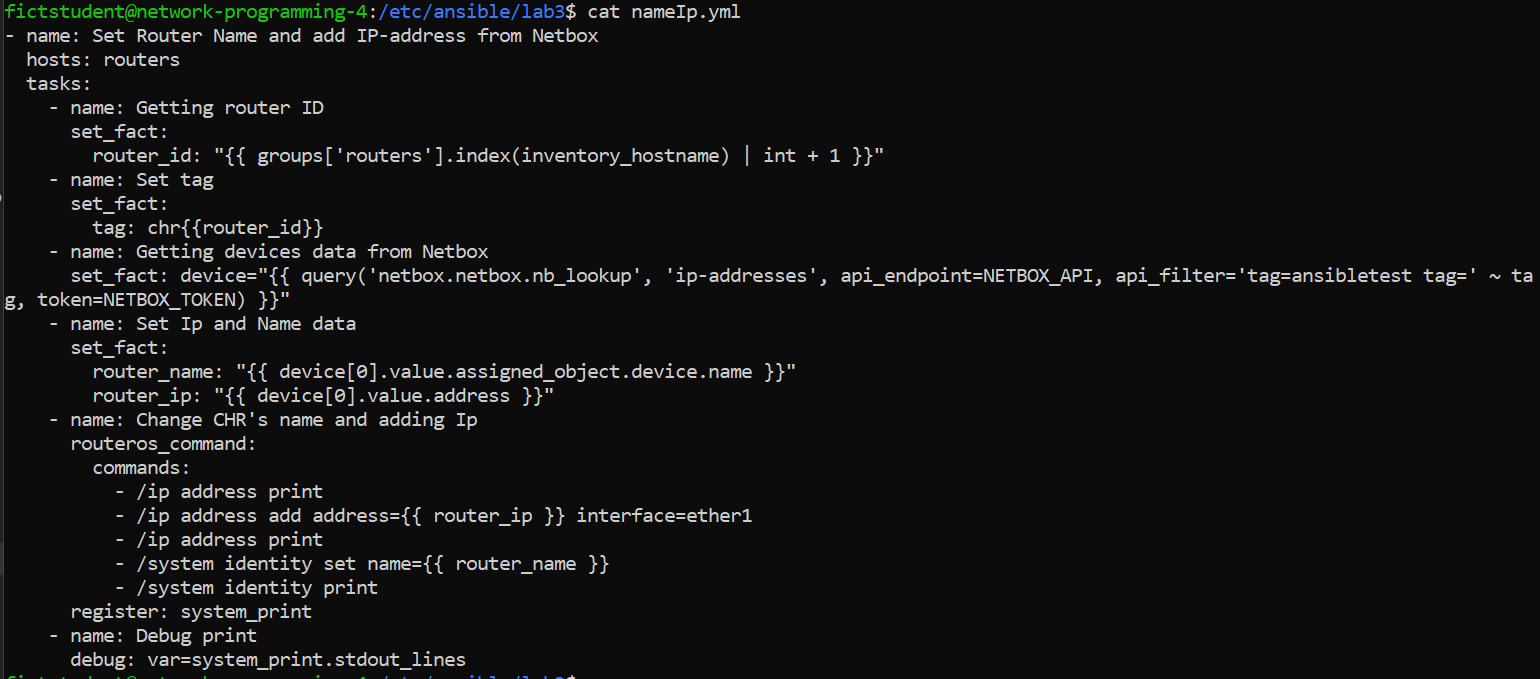 fictstudent@network-programming-4:/etc/ansible/lab3$ cat nameIp.yml
- name: Set Router Name and add IP-address from Netbox
  hosts: routers
  tasks:
    - name: Getting router ID
      set_fact:
        router_id: "{{ groups['routers'].index(inventory_hostname) | int + 1 }}"
    - name: Set tag
      set_fact:
        tag: chr{{router_id}}
    - name: Getting devices data from Netbox
      set_fact: device="{{ query('netbox.netbox.nb_lookup', 'ip-addresses', api_endpoint=NETBOX_API, api_filter='tag=ansibletest tag=' ~ ta
g, token=NETBOX_TOKEN) }}"
    - name: Set Ip and Name data
      set_fact:
        router_name: "{{ device[0].value.assigned_object.device.name }}"
        router_ip: "{{ device[0].value.address }}"
    - name: Change CHR's name and adding Ip
      routeros_command:
        commands:
          - /ip address print
          - /ip address add address={{ router_ip }} interface=ether1
          - /ip address print
          - /system identity set name={{ router_name }}
          - /system identity print
      register: system_print
    - name: Debug print
      debug: var=system_print.stdout_lines